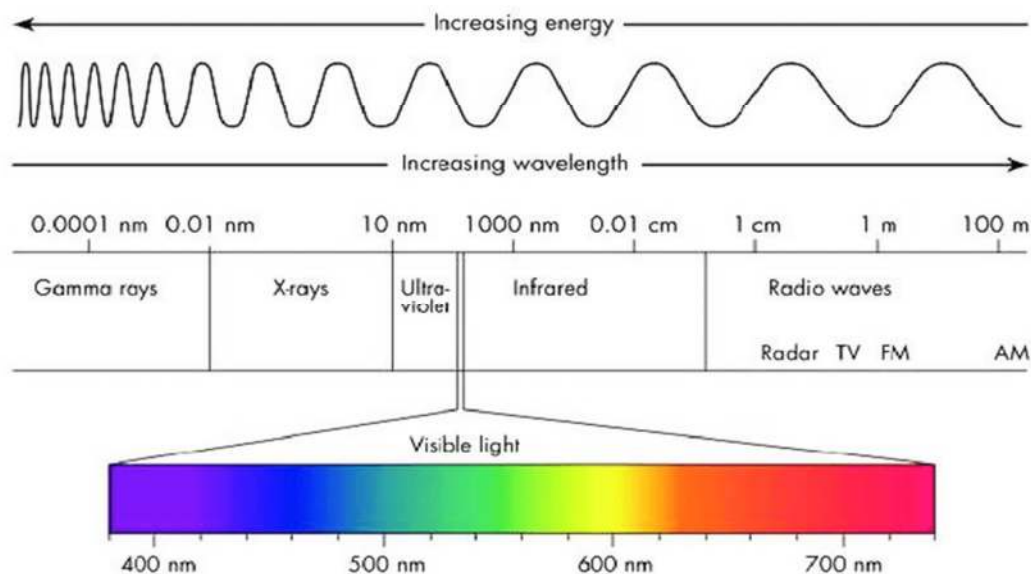 Increasing energy
Increasing wavelength
0.0001 nm 0.01 nm 10 nm 1000 nm 0.01 cm 1 cm 1 m 100 m
Gamma rays X-rays Ultra- Infrared Radio waves
violet
Radar TV FM AM
Visible light
400 nm 500 nm 600 nm 700 nm